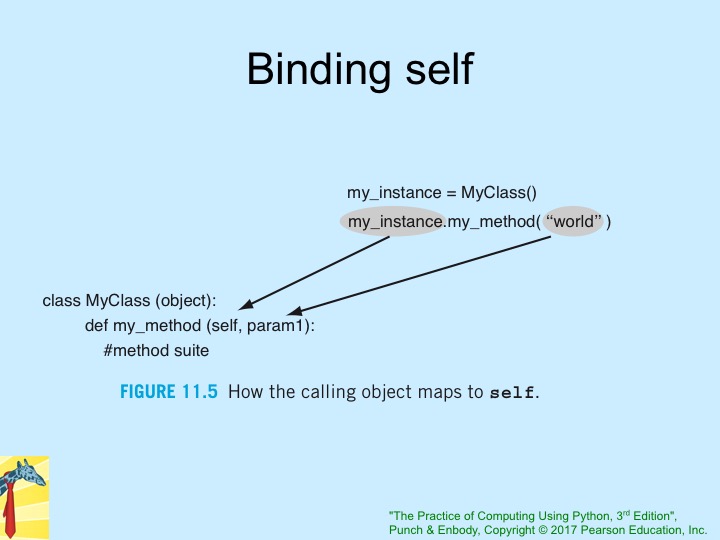 Binding self
my_instance = MyClass()
my_instance.my_method( “world” )
class MyClass (object):
def my_method (self, param1):
#method suite
FIGURE 11.5 How the calling object maps to self.
"The Practice of Computing Using Python, 3rd Edition",
Punch & Enbody, Copyright © 2017 Pearson Education, Inc.